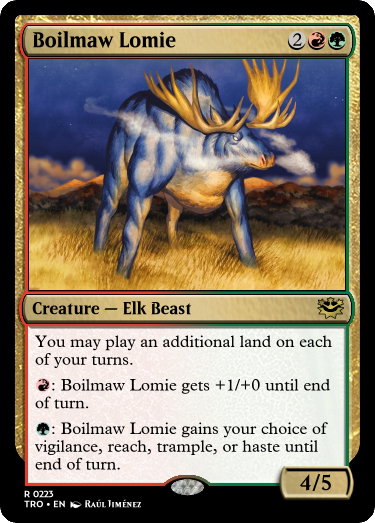 Boilmaw Lomie 2
Creature — Elk Beast
You may play an additional land on each
of your turns.
: Boilmaw Lomie gets +1/+0 until end
of turn.
: Boilmaw Lomie gains your choice of
vigilance, reach, trample, or haste until
end of turn.
4/5
R 0223
TRO • EN Raúl Jiménez